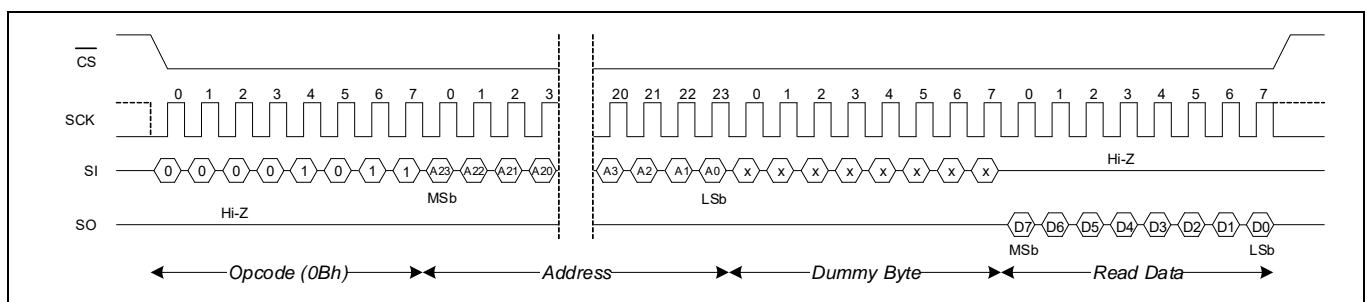 CS
0 1 2 3 4 5 6 7 0 1 2 3 20 21 22 23 0 1 2 3 4 5 6 7 0 1 2 3 4 5 6 7
SCK
Hi-Z
SI 0 0 0 0 1 0 1 1 A23 A22 A21 A20 A3 A2 A1 A0 x x x x x x x x
MSb LSb
Hi-Z
SO D7 D6 D5 D4 D3 D2 D1 D0
MSb LSb
Opcode (0Bh) Address Dummy Byte Read Data